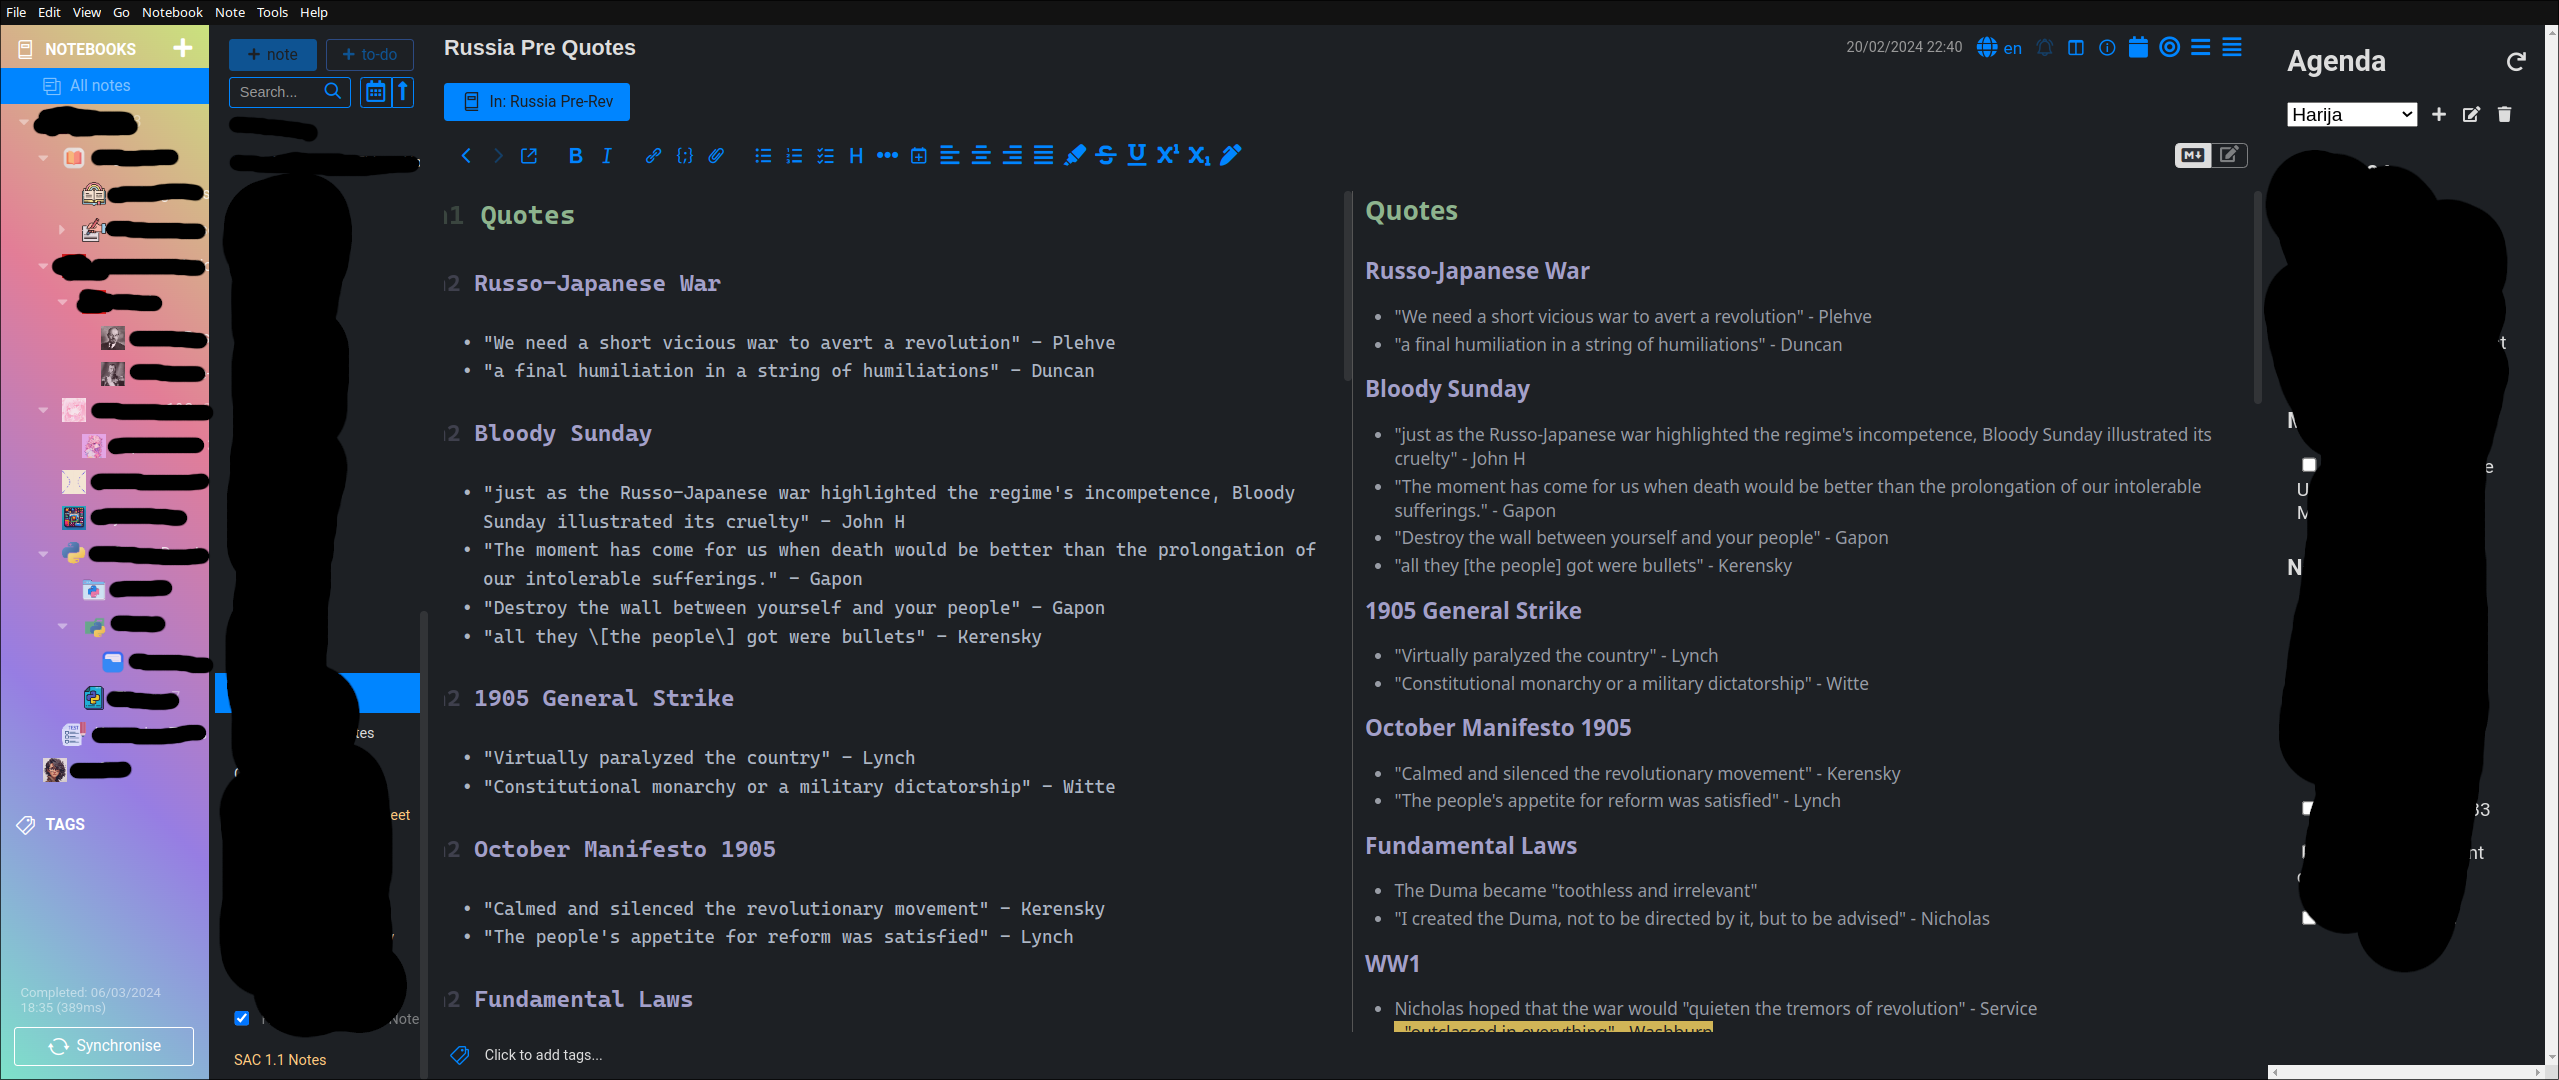 File Edit View Go Notebook Note Tools Help
NOTEBOOKS
All notes
TAGS
Completed: 06/03/2024
18:35 (389ms)
Synchronise
note
to-do
Search...
SAC 1.1 Notes
Russia Pre Quotes
20/02/2024 22:40
en
In: Russia Pre-Rev
Quotes
Russo-Japanese War
• "We need a short vicious war to avert a revolution" - Plehve
• "a final humiliation in a string of humiliations" - Duncan
Bloody Sunday
• "just as the Russo-Japanese war highlighted the regime's incompetence, Bloody
Sunday illustrated its cruelty" - John H
• "The moment has come for us when death would be better than the prolongation of
our intolerable sufferings." - Gapon
• "Destroy the wall between yourself and your people" - Gapon
• "all they \[the people\] got were bullets" - Kerensky
1905 General Strike
• "Virtually paralyzed the country" - Lynch
• "Constitutional monarchy or a military dictatorship" - Witte
October Manifesto 1905
• "Calmed and silenced the revolutionary movement" - Kerensky
• "The people's appetite for reform was satisfied" - Lynch
Fundamental Laws
Click to add tags...
Quotes
Russo-Japanese War
• "We need a short vicious war to avert a revolution" - Plehve
• "a final humiliation in a string of humiliations" - Duncan
Bloody Sunday
• "just as the Russo-Japanese war highlighted the regime's incompetence, Bloody Sunday illustrated its
cruelty" - John H
• "The moment has come for us when death would be better than the prolongation of our intolerable
sufferings." - Gapon
• "Destroy the wall between yourself and your people" - Gapon
• "all they [the people] got were bullets" - Kerensky
1905 General Strike
• "Virtually paralyzed the country" - Lynch
• "Constitutional monarchy or a military dictatorship" - Witte
October Manifesto 1905
• "Calmed and silenced the revolutionary movement" - Kerensky
• "The people's appetite for reform was satisfied" - Lynch
Fundamental Laws
• The Duma became "toothless and irrelevant"
• "I created the Duma, not to be directed by it, but to be advised" - Nicholas
WW1
• Nicholas hoped that the war would "quieten the tremors of revolution" - Service
"outclassed in everything" - Washburn
Agenda
Harija